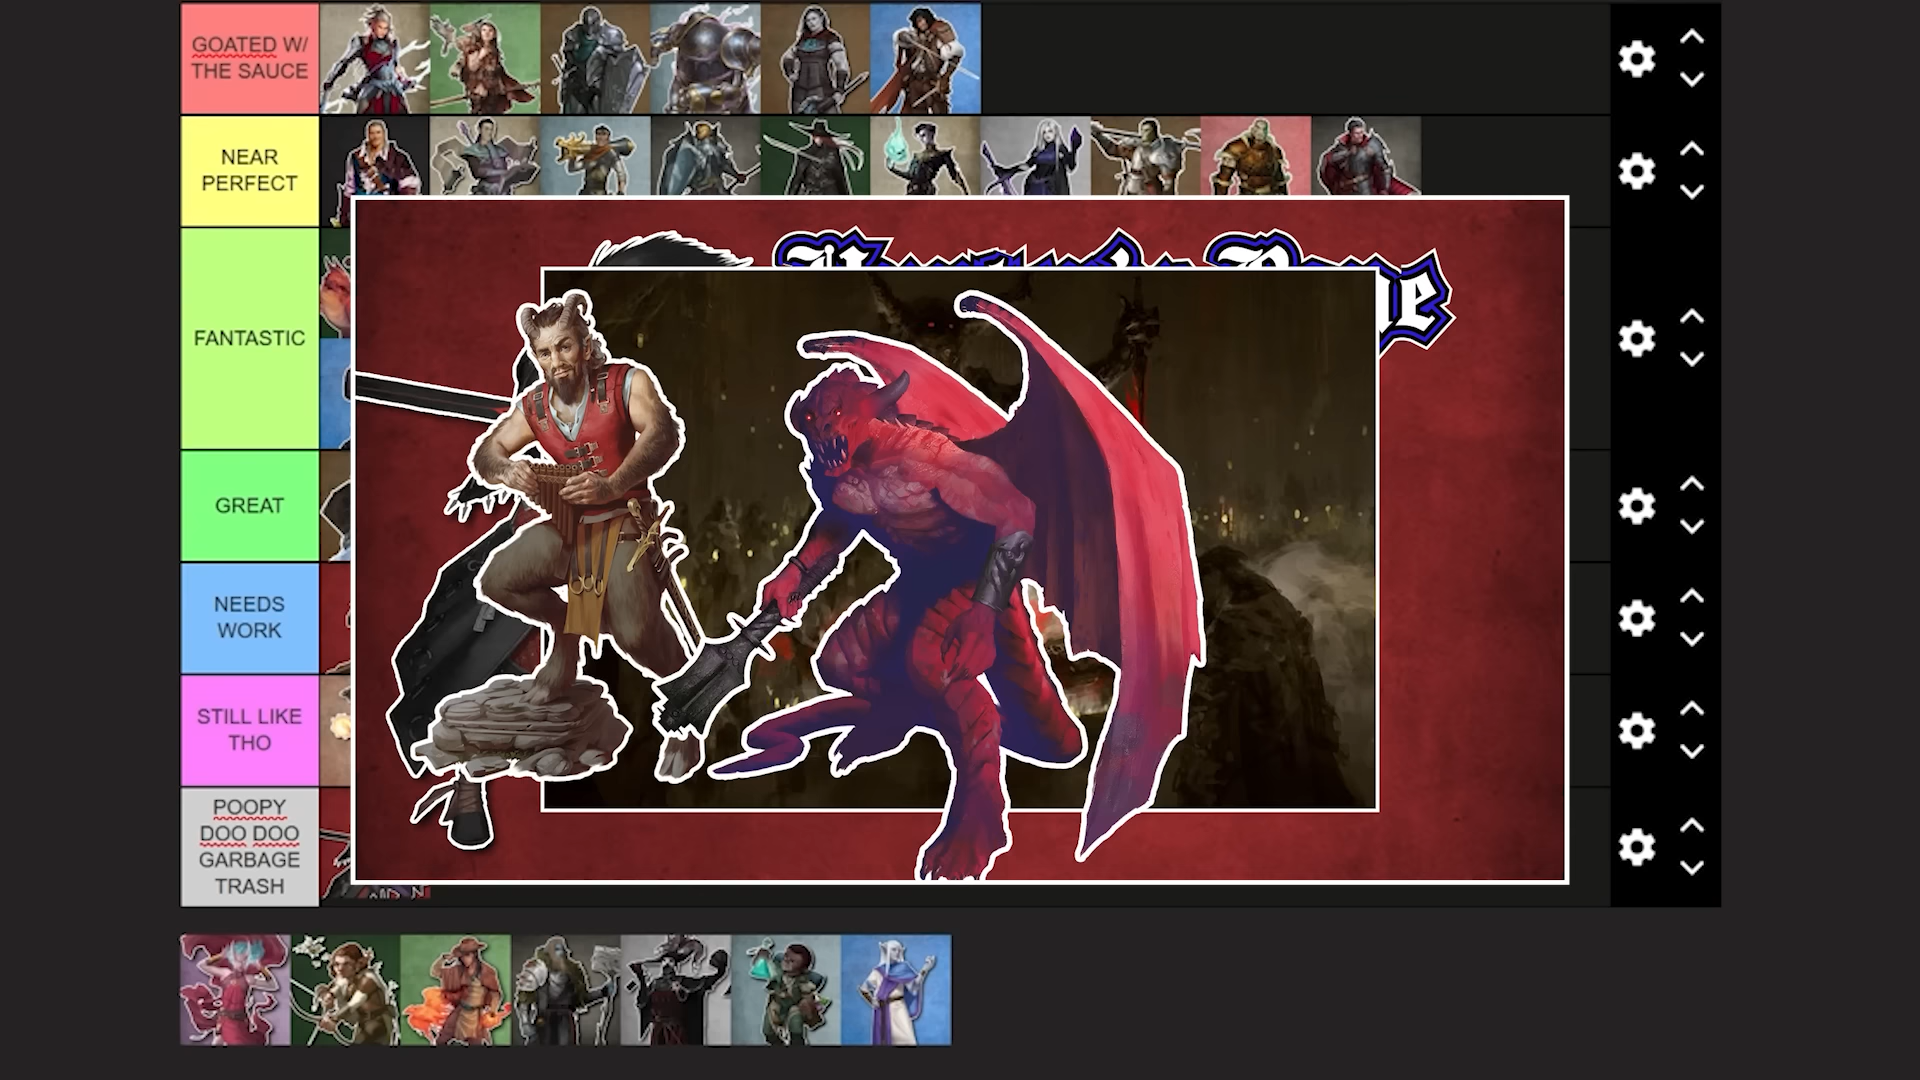 GOATED W/
THE SAUCE
NEAR
PERFECT
FANTASTIC
GREAT
NEEDS
WORK
STILL LIKE
THO
POOPY
DOO DOO
GARBAGE
TRASH